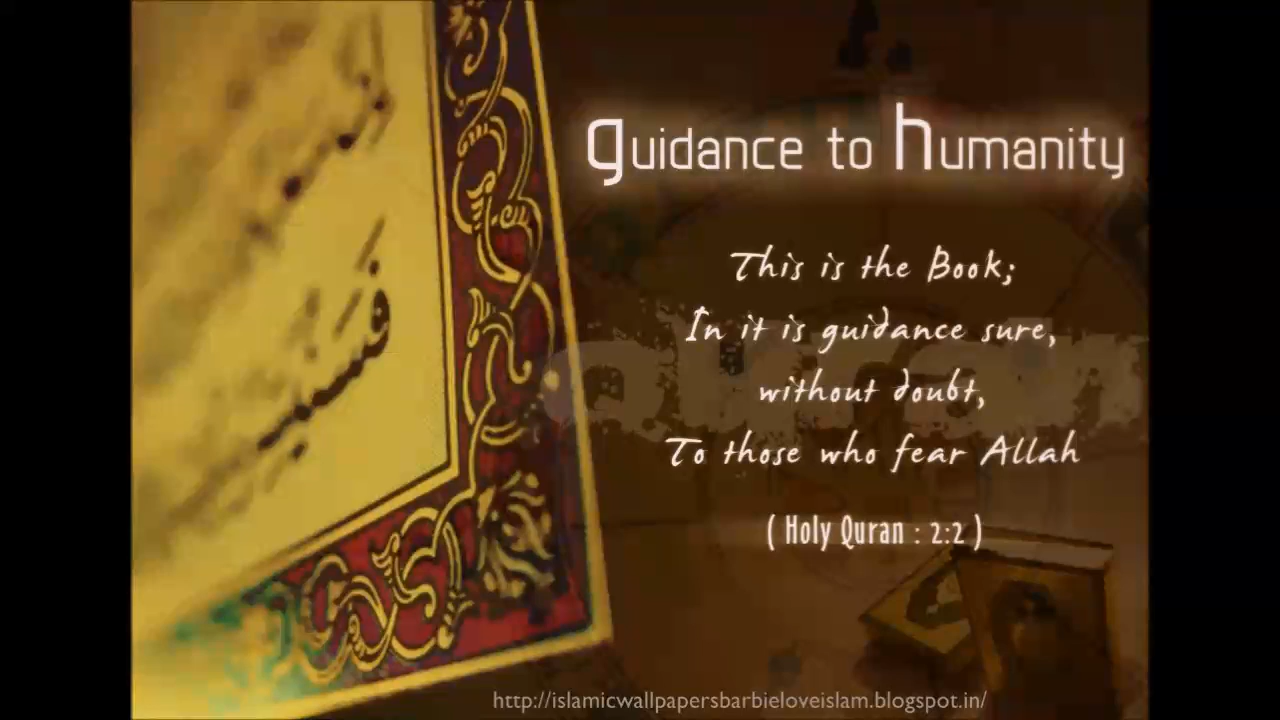 guidance to humanity
This is the Book;
In it is guidance sure,
without doubt,
To those who fear Allah
( Holy Quran : 2:2 )
http://islamicwallpapersbarbieloveislam.blogspot.in/